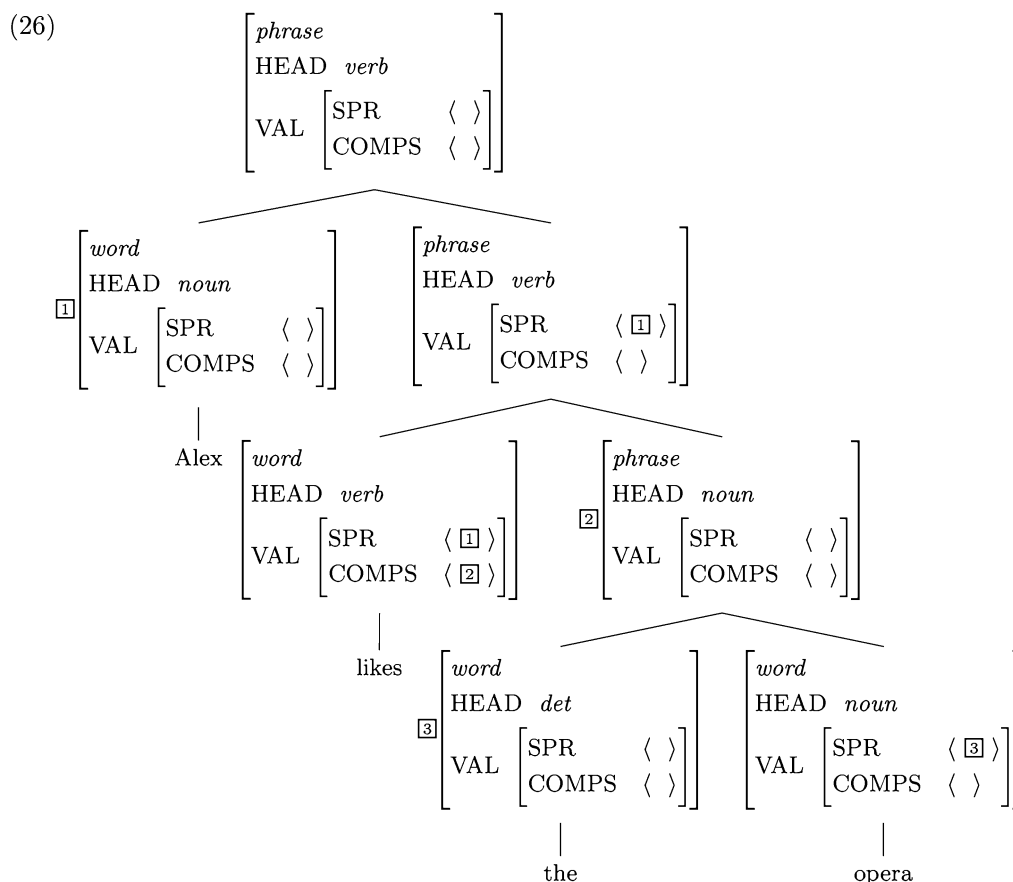 (26)
phrase
HEAD verb
VAL SPR ⟨ ⟩
COMPS ⟨ ⟩
1 word
HEAD noun
VAL SPR ⟨ ⟩
COMPS ⟨ ⟩
phrase
HEAD verb
VAL SPR ⟨ 1 ⟩
COMPS ⟨ ⟩
Alex
word
HEAD verb
VAL SPR ⟨ 1 ⟩
COMPS ⟨ 2 ⟩
2 phrase
HEAD noun
VAL SPR ⟨ ⟩
COMPS ⟨ ⟩
likes
3 word
HEAD det
VAL SPR ⟨ ⟩
COMPS ⟨ ⟩
word
HEAD noun
VAL SPR ⟨ 3 ⟩
COMPS ⟨ ⟩
the
opera